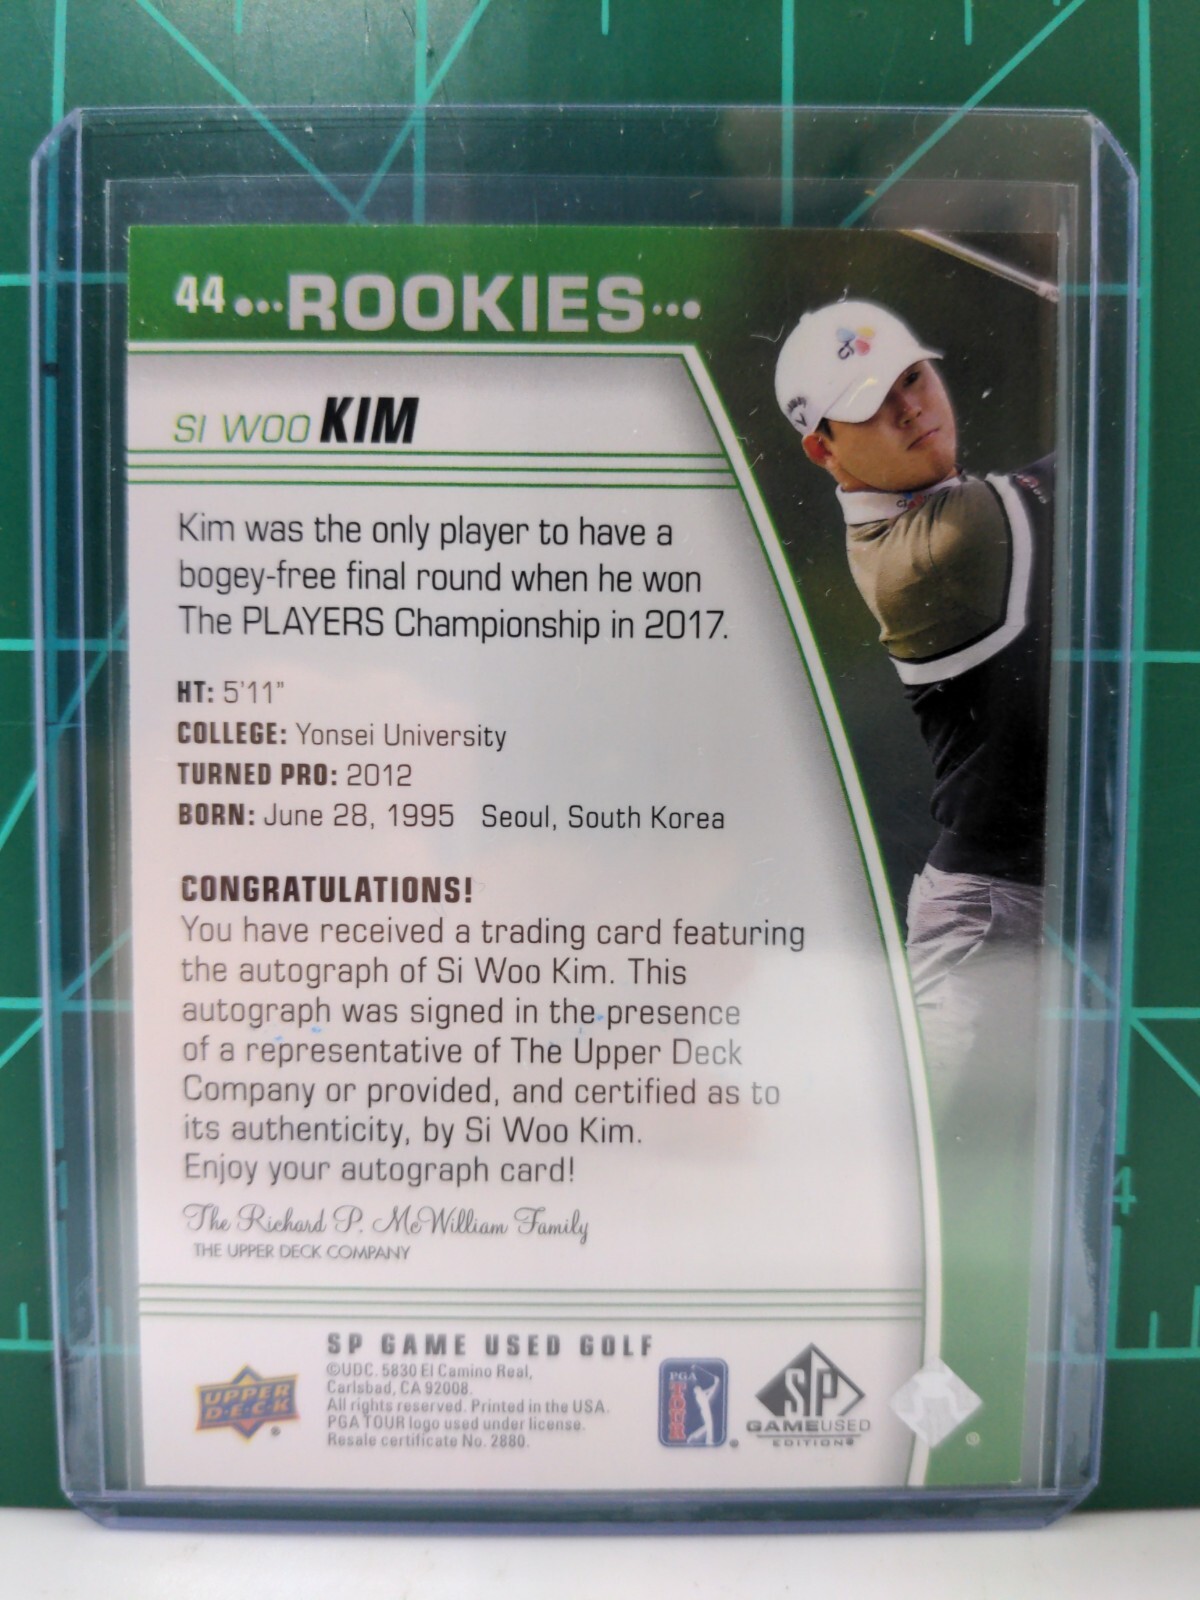 44 •••ROOKIES•••
SI WOO KIM
Kim was the only player to have a
bogey-free final round when he won
The PLAYERS Championship in 2017.
HT: 5'11"
COLLEGE: Yonsei University
TURNED PRO: 2012
BORN: June 28, 1995 Seoul, South Korea
CONGRATULATIONS!
You have received a trading card featuring
the autograph of Si Woo Kim. This
autograph was signed in the presence
of a representative of The Upper Deck
Company or provided, and certified as to
its authenticity, by Si Woo Kim.
Enjoy your autograph card!
The Richard P. McWilliam Family
THE UPPER DECK COMPANY
SP GAME USED GOLF
©UDC. 5830 El Camino Real,
Carlsbad, CA 92008.
All rights reserved. Printed in the USA.
PGA TOUR logo used under license.
Resale certificate No. 2880.
UPPER
D•E•C•K
®
PGA
TOUR
®
SP
GAMEUSED
EDITION®
®
CJ
4